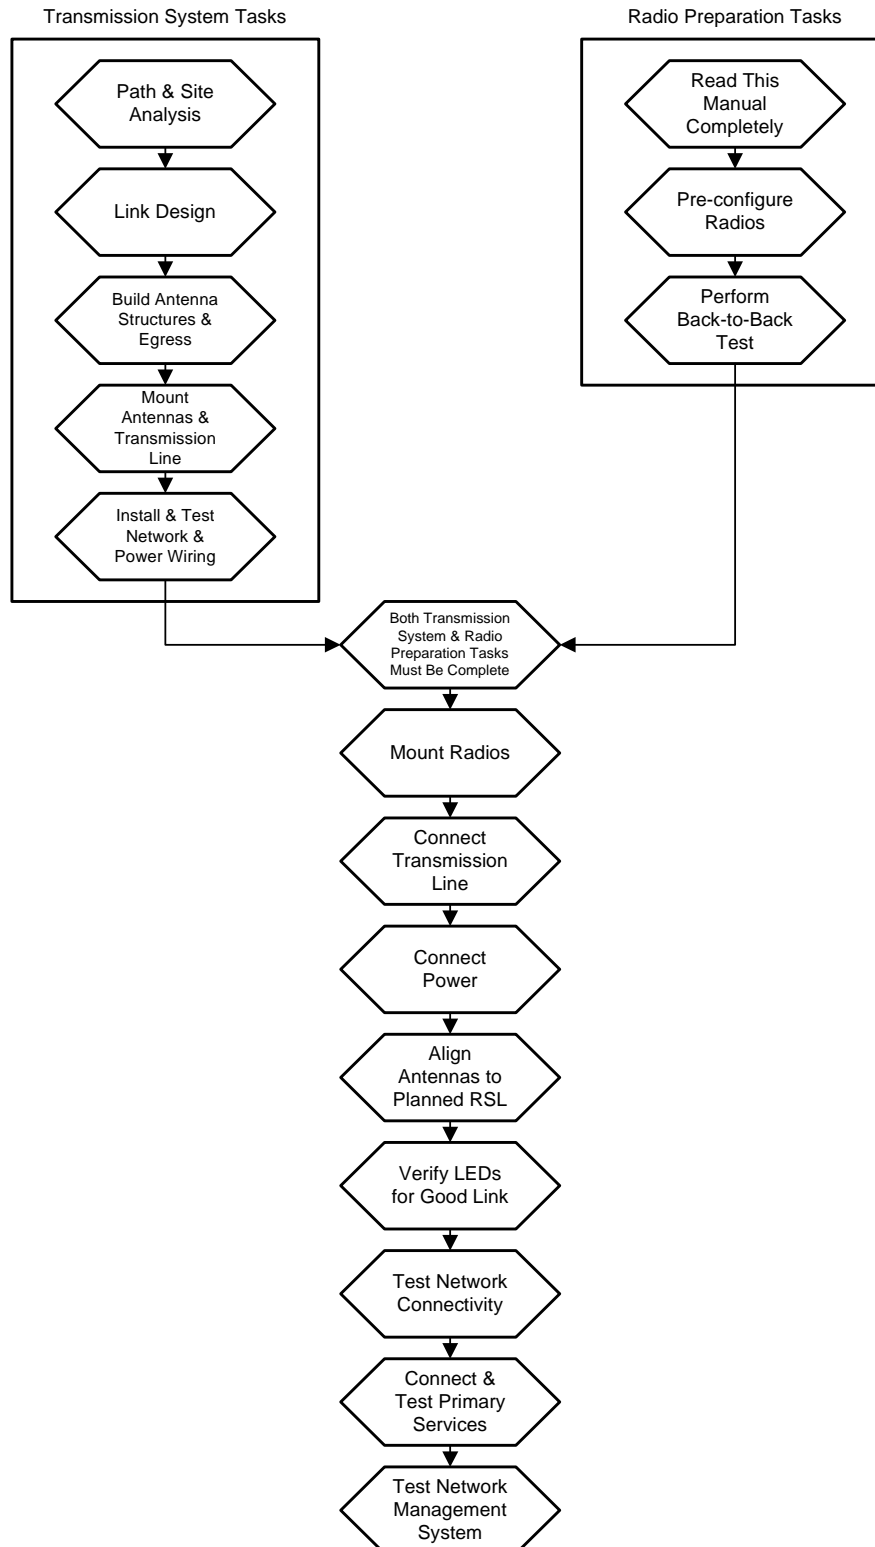 Transmission System Tasks
Path & Site
Analysis
Link Design
Build Antenna
Structures &
Egress
Mount
Antennas &
Transmission
Line
Install & Test
Network &
Power Wiring
Radio Preparation Tasks
Read This
Manual
Completely
Pre-configure
Radios
Perform
Back-to-Back
Test
Both Transmission
System & Radio
Preparation Tasks
Must Be Complete
Mount Radios
Connect
Transmission
Line
Connect
Power
Align
Antennas to
Planned RSL
Verify LEDs
for Good Link
Test Network
Connectivity
Connect &
Test Primary
Services
Test Network
Management
System